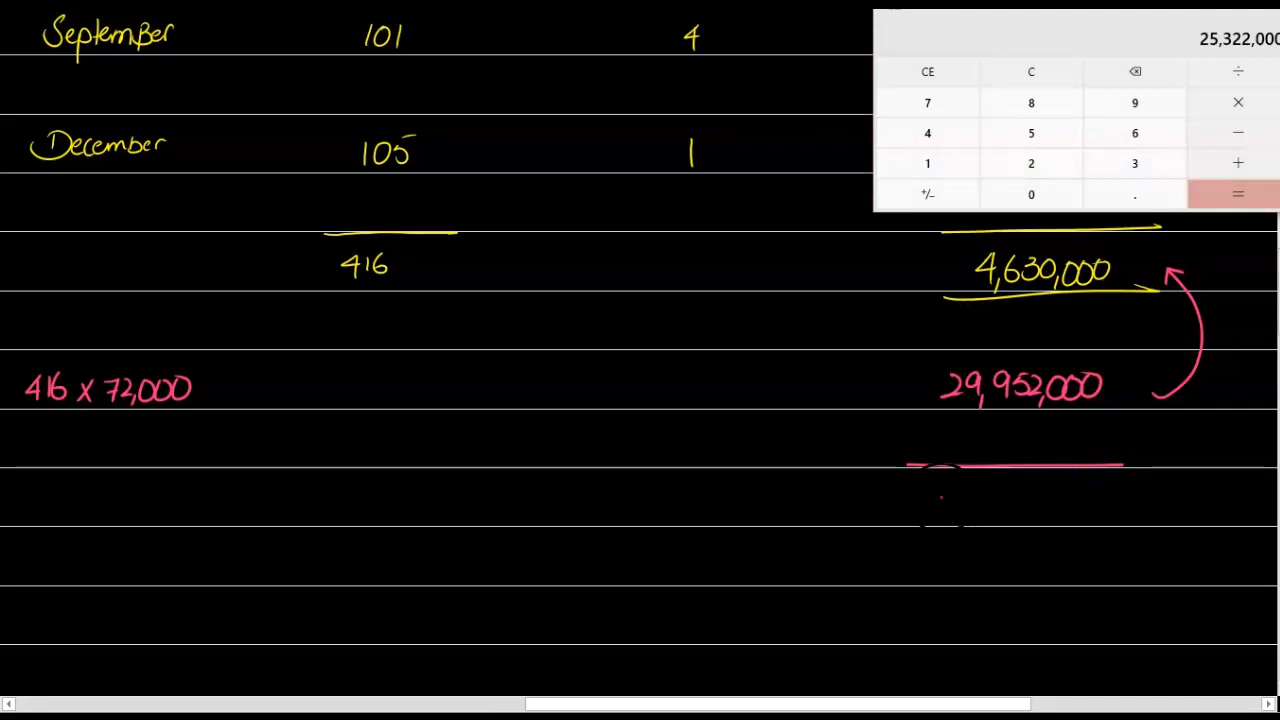 September 101 4
25,322,000
CE C ⌫ ÷
7 8 9 ×
4 5 6 −
1 2 3 +
+/− 0 . =
December 105 1
416 4,630,000
416 x 72,000 29,952,000